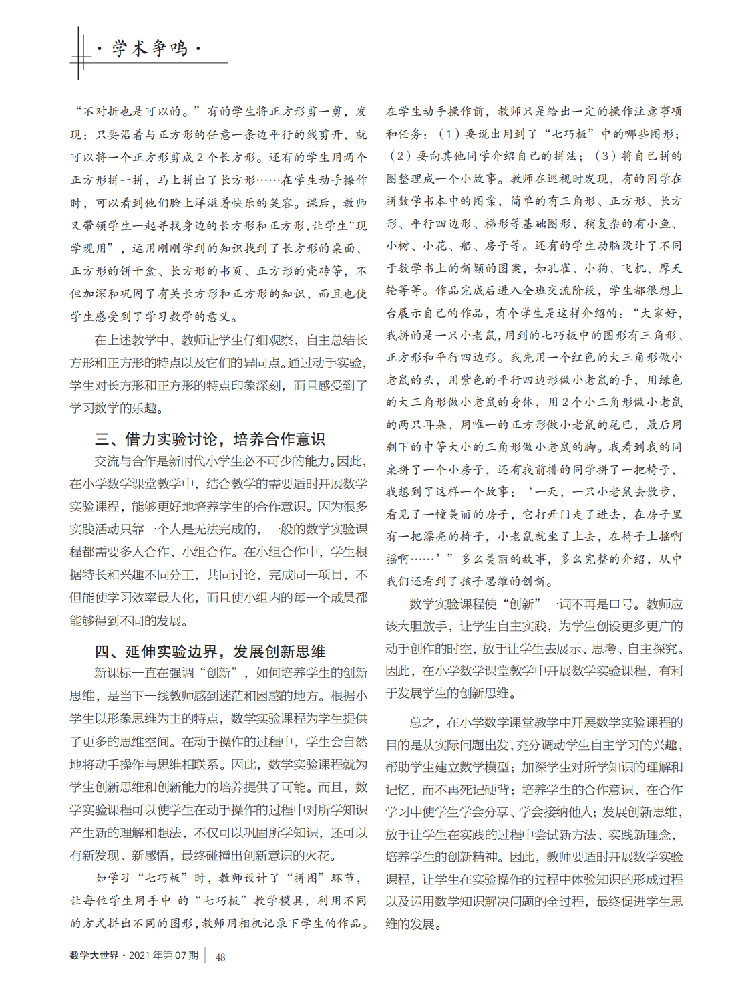 ·学术争鸣·
“不对折也是可以的。”有的学生将正方形剪一剪，发
现：只要沿着与正方形的任意一条边平行的线剪开，就
可以将一个正方形剪成 2 个长方形。还有的学生用两个
正方形拼一拼，马上拼出了长方形……在学生动手操作
时，可以看到他们脸上洋溢着快乐的笑容。课后，教师
又带领学生一起寻找身边的长方形和正方形，让学生“现
学现用”，运用刚刚学到的知识找到了长方形的桌面、
正方形的饼干盒、长方形的书页、正方形的瓷砖等，不
但加深和巩固了有关长方形和正方形的知识，而且也使
学生感受到了学习数学的意义。
在上述教学中，教师让学生仔细观察，自主总结长
方形和正方形的特点以及它们的异同点。通过动手实验，
学生对长方形和正方形的特点印象深刻，而且感受到了
学习数学的乐趣。
三、借力实验讨论，培养合作意识
交流与合作是新时代小学生必不可少的能力。因此，
在小学数学课堂教学中，结合教学的需要适时开展数学
实验课程，能够更好地培养学生的合作意识。因为很多
实践活动只靠一个人是无法完成的，一般的数学实验课
程都需要多人合作、小组合作。在小组合作中，学生根
据特长和兴趣不同分工，共同讨论，完成同一项目，不
但能使学习效率最大化，而且使小组内的每一个成员都
能够得到不同的发展。
四、延伸实验边界，发展创新思维
新课标一直在强调“创新”，如何培养学生的创新
思维，是当下一线教师感到迷茫和困惑的地方。根据小
学生以形象思维为主的特点，数学实验课程为学生提供
了更多的思维空间。在动手操作的过程中，学生会自然
地将动手操作与思维相联系。因此，数学实验课程就为
学生创新思维和创新能力的培养提供了可能。而且，数
学实验课程可以使学生在动手操作的过程中对所学知识
产生新的理解和想法，不仅可以巩固所学知识，还可以
有新发现、新感悟，最终碰撞出创新意识的火花。
如学习“七巧板”时，教师设计了“拼图”环节，
让每位学生用手中 的“七巧板”教学模具，利用不同
的方式拼出不同的图形，教师用相机记录下学生的作品。
在学生动手操作前，教师只是给出一定的操作注意事项
和任务：（1）要说出用到了“七巧板”中的哪些图形；
（2）要向其他同学介绍自己的拼法；（3）将自己拼的
图整理成一个小故事。教师在巡视时发现，有的同学在
拼数学书本中的图案，简单的有三角形、正方形、长方
形、平行四边形、梯形等基础图形，稍复杂的有小鱼、
小树、小花、船、房子等。还有的学生动脑设计了不同
于数学书上的新颖的图案，如孔雀、小狗、飞机、摩天
轮等等。作品完成后进入全班交流阶段，学生都很想上
台展示自己的作品，有个学生是这样介绍的：“大家好，
我拼的是一只小老鼠，用到的七巧板中的图形有三角形、
正方形和平行四边形。我先用一个红色的大三角形做小
老鼠的头，用紫色的平行四边形做小老鼠的手，用绿色
的大三角形做小老鼠的身体，用 2 个小三角形做小老鼠
的两只耳朵，用唯一的正方形做小老鼠的尾巴，最后用
剩下的中等大小的三角形做小老鼠的脚。我看到我的同
桌拼了一个小房子，还有我前排的同学拼了一把椅子，
我想到了这样一个故事：‘一天，一只小老鼠去散步，
看见了一幢美丽的房子，它打开门走了进去，在房子里
有一把漂亮的椅子，小老鼠就坐了上去，在椅子上摇啊
摇啊……’”多么美丽的故事，多么完整的介绍，从中
我们还看到了孩子思维的创新。
数学实验课程使“创新”一词不再是口号。教师应
该大胆放手，让学生自主实践，为学生创设更多更广的
动手创作的时空，放手让学生去展示、思考、自主探究。
因此，在小学数学课堂教学中开展数学实验课程，有利
于发展学生的创新思维。
总之，在小学数学课堂教学中开展数学实验课程的
目的是从实际问题出发，充分调动学生自主学习的兴趣，
帮助学生建立数学模型；加深学生对所学知识的理解和
记忆，而不再死记硬背；培养学生的合作意识，在合作
学习中使学生学会分享、学会接纳他人；发展创新思维，
放手让学生在实践的过程中尝试新方法、实践新理念，
培养学生的创新精神。因此，教师要适时开展数学实验
课程，让学生在实验操作的过程中体验知识的形成过程
以及运用数学知识解决问题的全过程，最终促进学生思
维的发展。
数学大世界·2021 年第 07 期 48